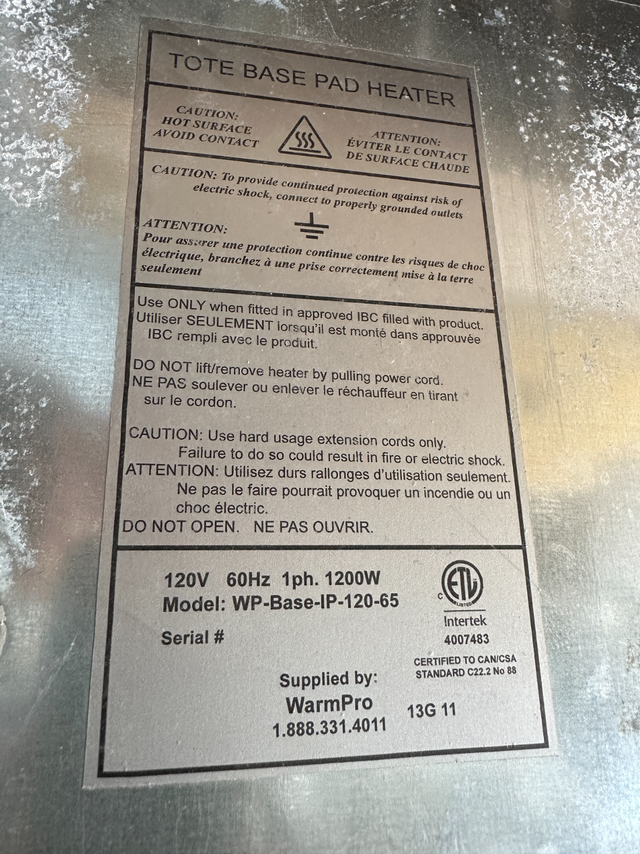 TOTE BASE PAD HEATER
CAUTION:
HOT SURFACE
AVOID CONTACT
ATTENTION:
ÉVITER LE CONTACT
DE SURFACE CHAUDE
CAUTION: To provide continued protection against risk of
electric shock, connect to properly grounded outlets
ATTENTION:
Pour assurer une protection continue contre les risques de choc
électrique, branchez à une prise correctement mise à la terre
seulement
Use ONLY when fitted in approved IBC filled with product.
Utiliser SEULEMENT lorsqu'il est monté dans approuvée
IBC rempli avec le produit.
DO NOT lift/remove heater by pulling power cord.
NE PAS soulever ou enlever le réchauffeur en tirant
sur le cordon.
CAUTION: Use hard usage extension cords only.
Failure to do so could result in fire or electric shock.
ATTENTION: Utilisez durs rallonges d'utilisation seulement.
Ne pas le faire pourrait provoquer un incendie ou un
choc électric.
DO NOT OPEN. NE PAS OUVRIR.
120V 60Hz 1ph. 1200W
Model: WP-Base-IP-120-65
Serial #
C ETL LISTED
Intertek
4007483
CERTIFIED TO CAN/CSA
STANDARD C22.2 No 88
Supplied by:
WarmPro
1.888.331.4011
13G 11